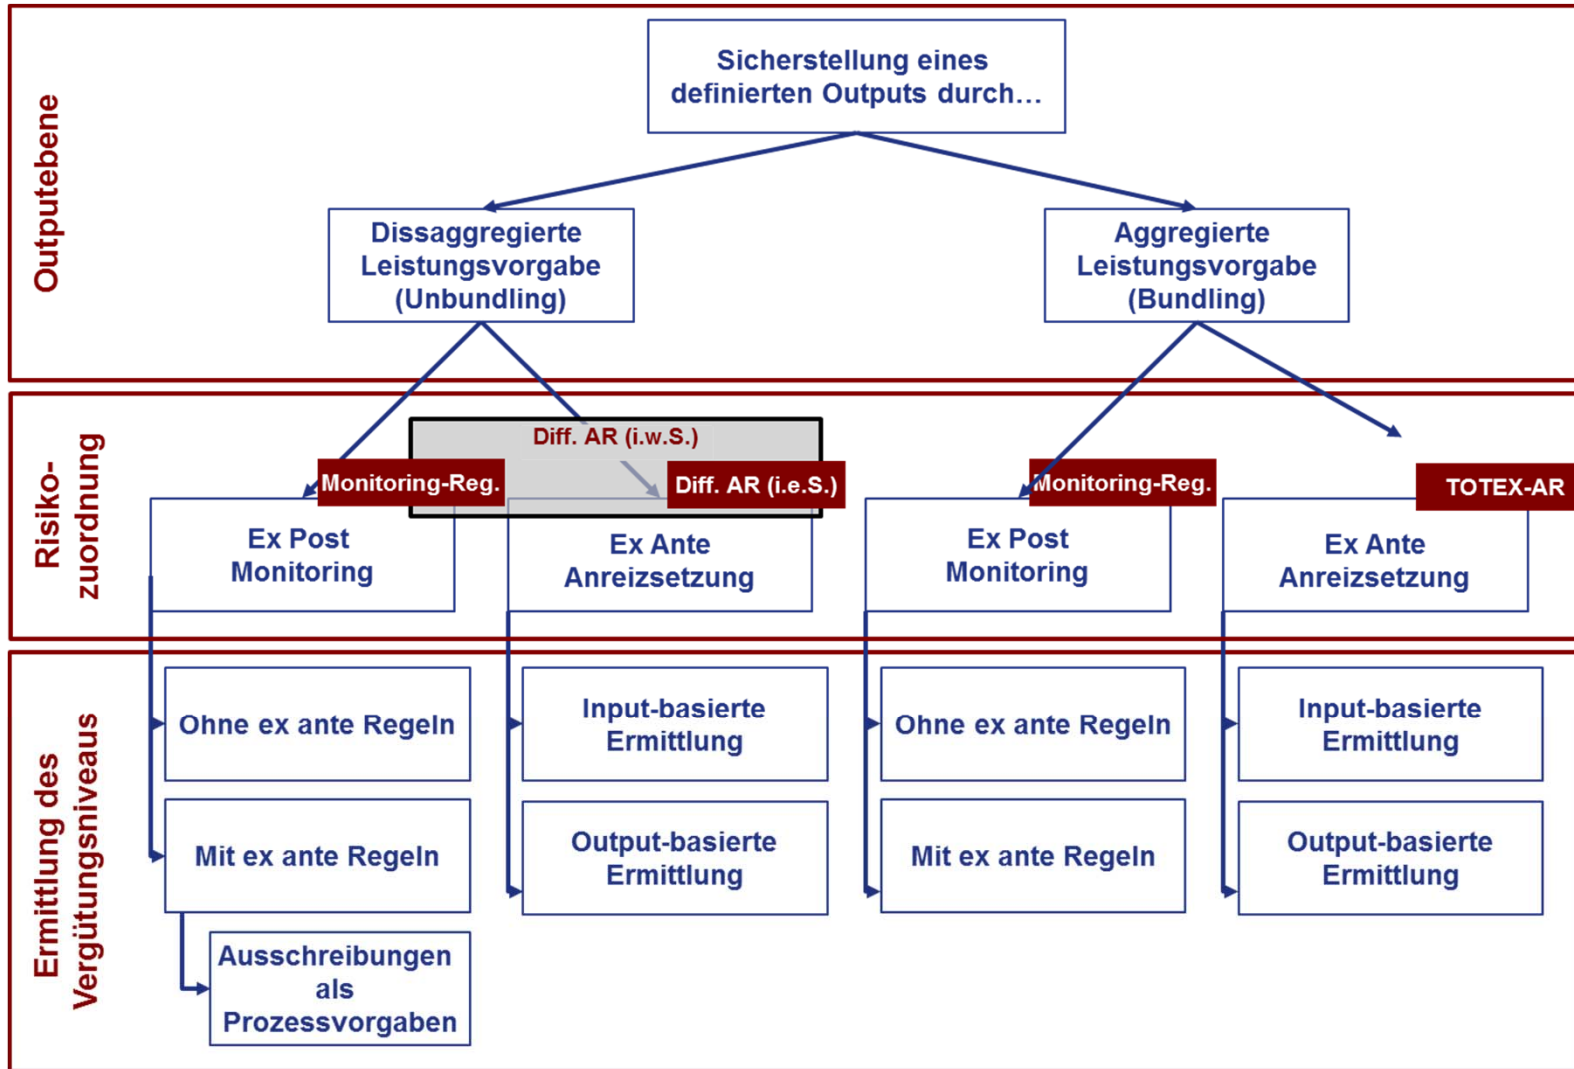 Outputebene
Sicherstellung eines
definierten Outputs durch…
Dissaggregierte
Leistungsvorgabe
(Unbundling)
Aggregierte
Leistungsvorgabe
(Bundling)
Risiko-
zuordnung
Diff. AR (i.w.S.)
Monitoring-Reg.
Diff. AR (i.e.S.)
Monitoring-Reg.
TOTEX-AR
Ex Post
Monitoring
Ex Ante
Anreizsetzung
Ex Post
Monitoring
Ex Ante
Anreizsetzung
Ermittlung des
Vergütungsniveaus
Ohne ex ante Regeln
Input-basierte
Ermittlung
Ohne ex ante Regeln
Input-basierte
Ermittlung
Mit ex ante Regeln
Output-basierte
Ermittlung
Mit ex ante Regeln
Output-basierte
Ermittlung
Ausschreibungen
als
Prozessvorgaben